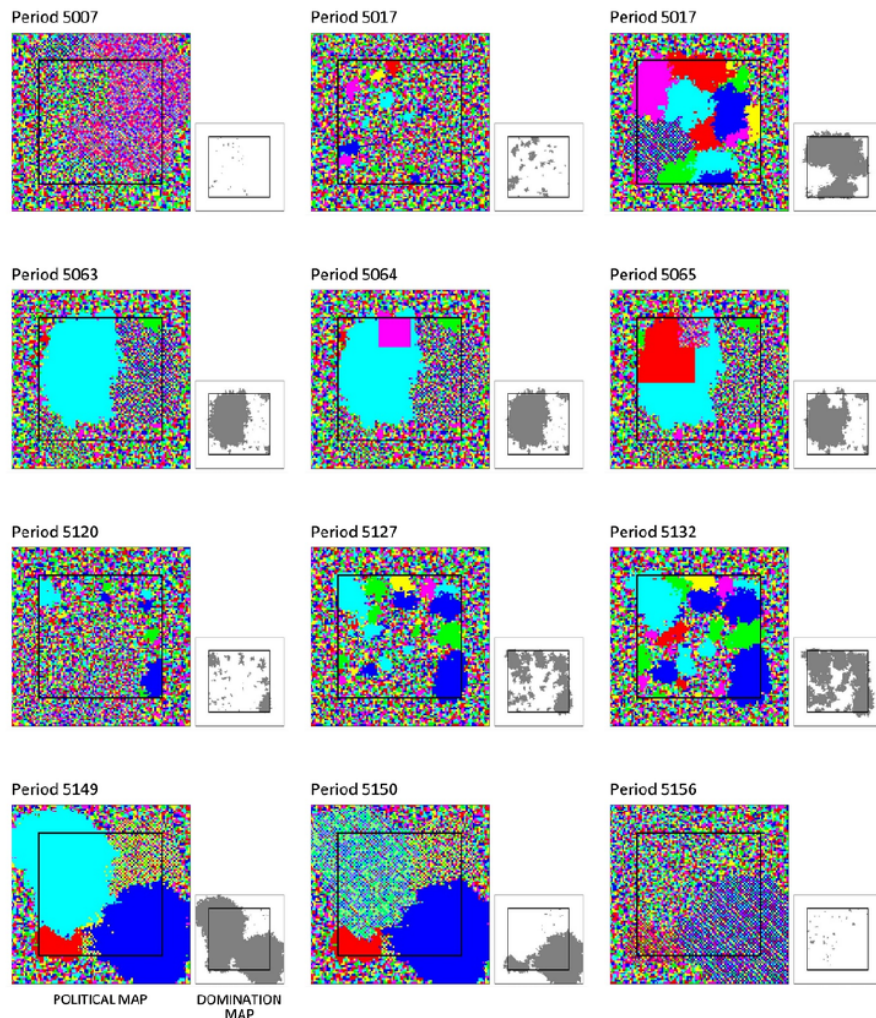 Period 5007
Period 5017
Period 5017
Period 5063
Period 5064
Period 5065
Period 5120
Period 5127
Period 5132
Period 5149
Period 5150
Period 5156
POLITICAL MAP
DOMINATION
MAP